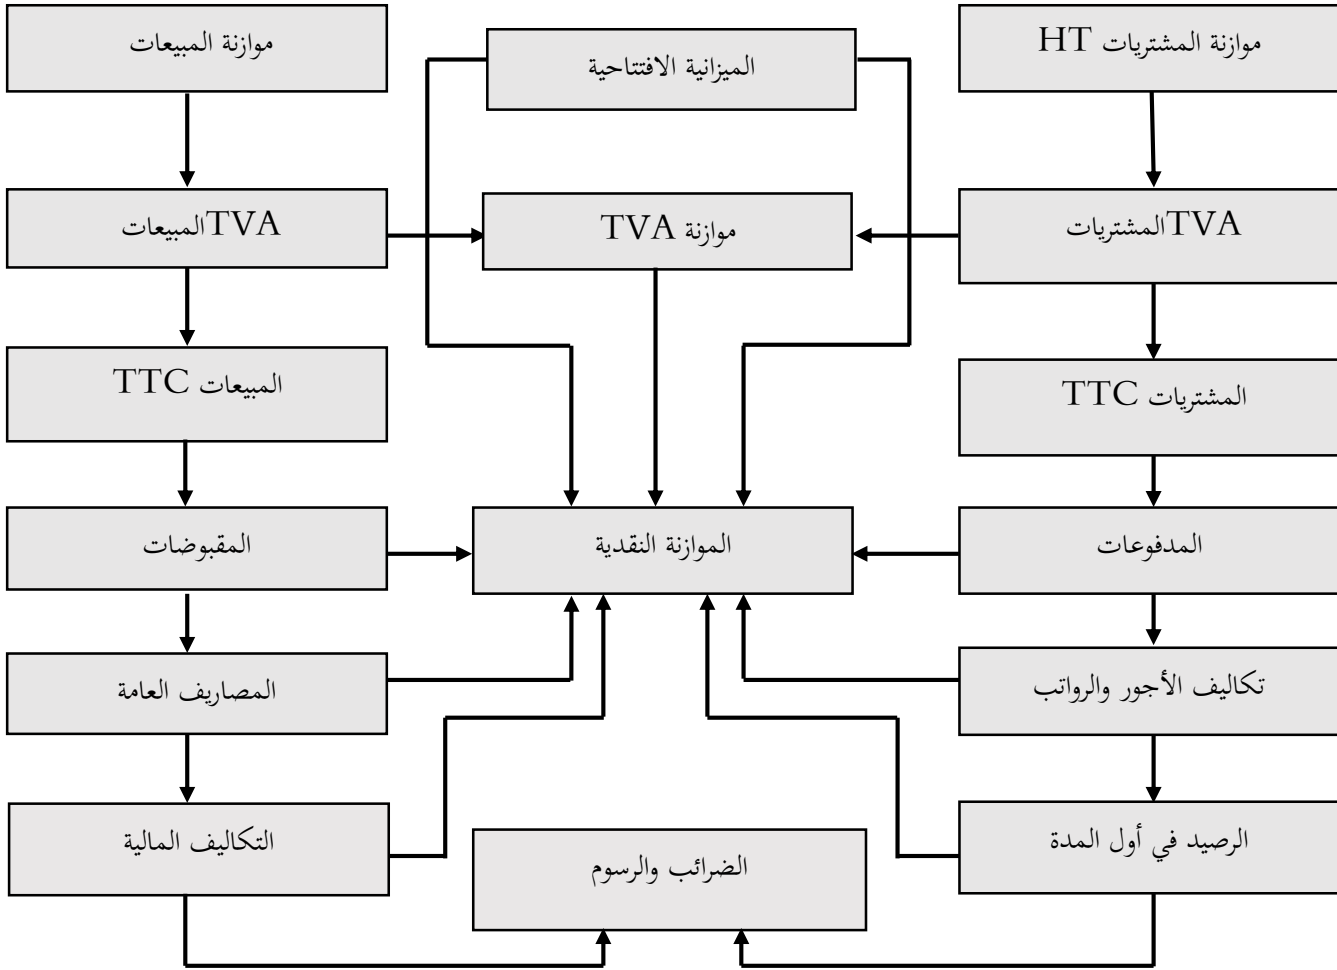 موازنة المشتريات HT
الميزانية الافتتاحية
موازنة المبيعات
TVAالمشتريات
موازنة TVA
TVAالمبيعات
المشتريات TTC
المبيعات TTC
المدفوعات
الموازنة النقدية
المقبوضات
تكاليف الأجور والرواتب
المصاريف العامة
الرصيد في أول المدة
الضرائب والرسوم
التكاليف المالية